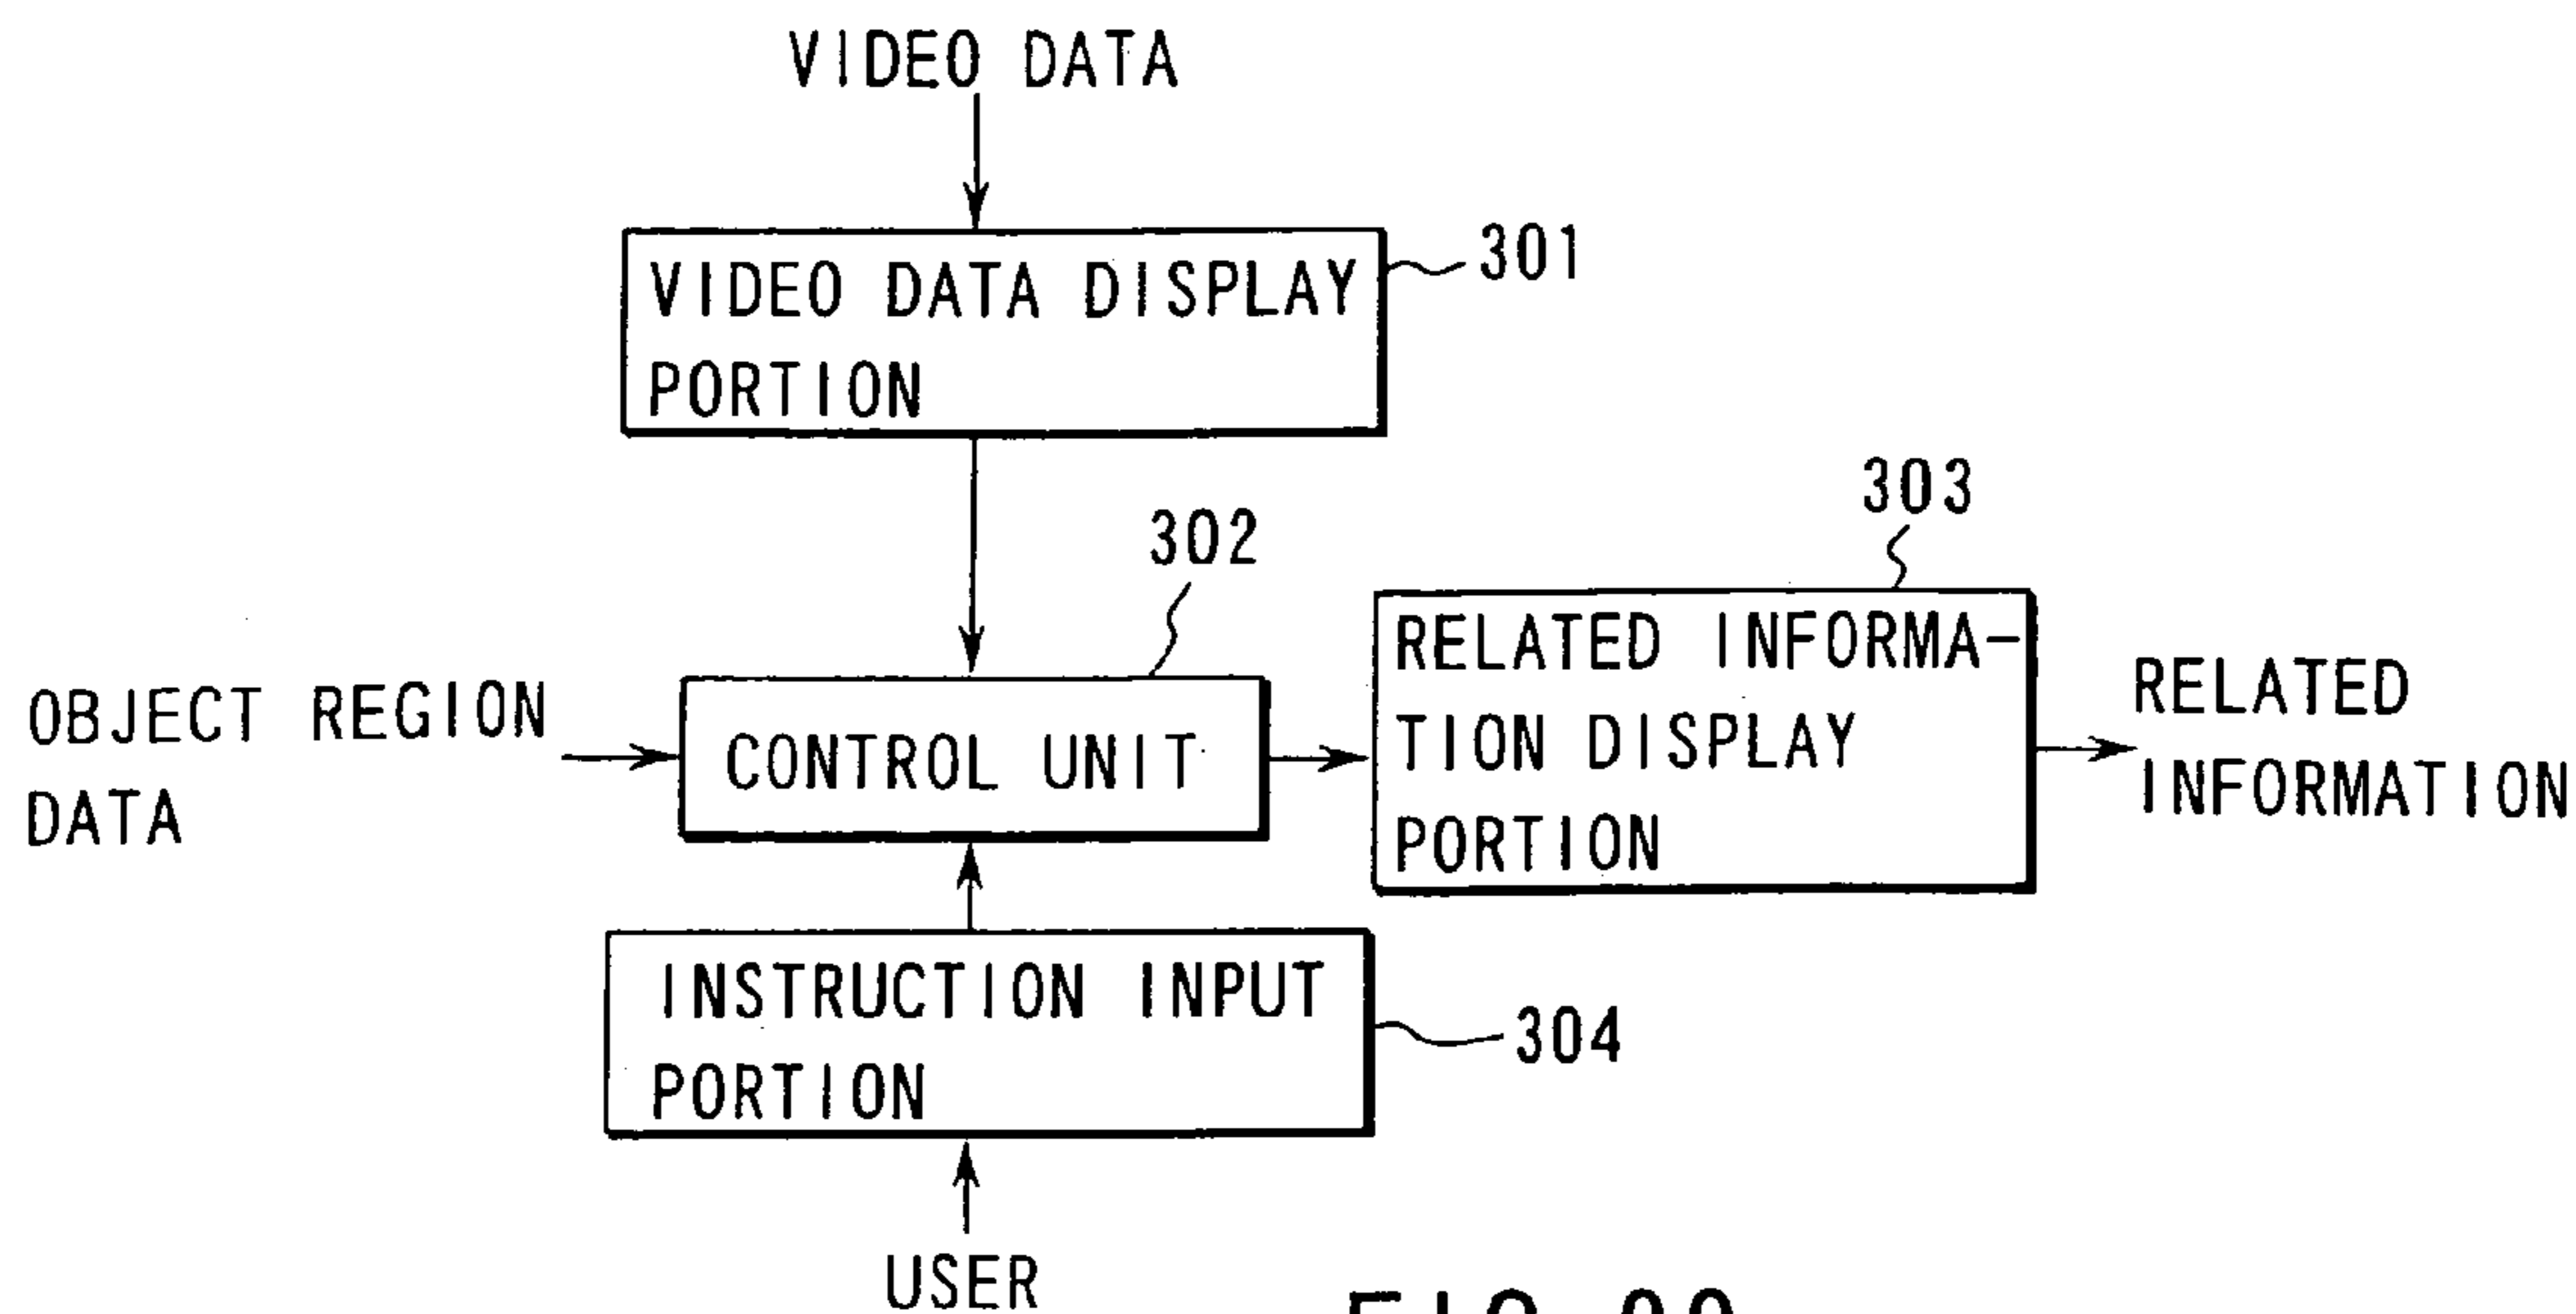 VIDEO DATA
VIDEO DATA DISPLAY
PORTION
301
302
303
OBJECT REGION
DATA
CONTROL UNIT
RELATED INFORMA-
TION DISPLAY
PORTION
RELATED
INFORMATION
INSTRUCTION INPUT
PORTION
304
USER